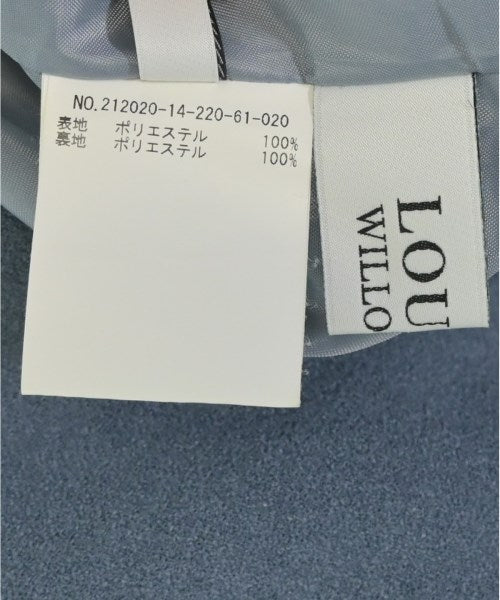 NO.212020-14-220-61-020
表地 ポリエステル 100%
裏地 ポリエステル 100%
LOU
WILLO